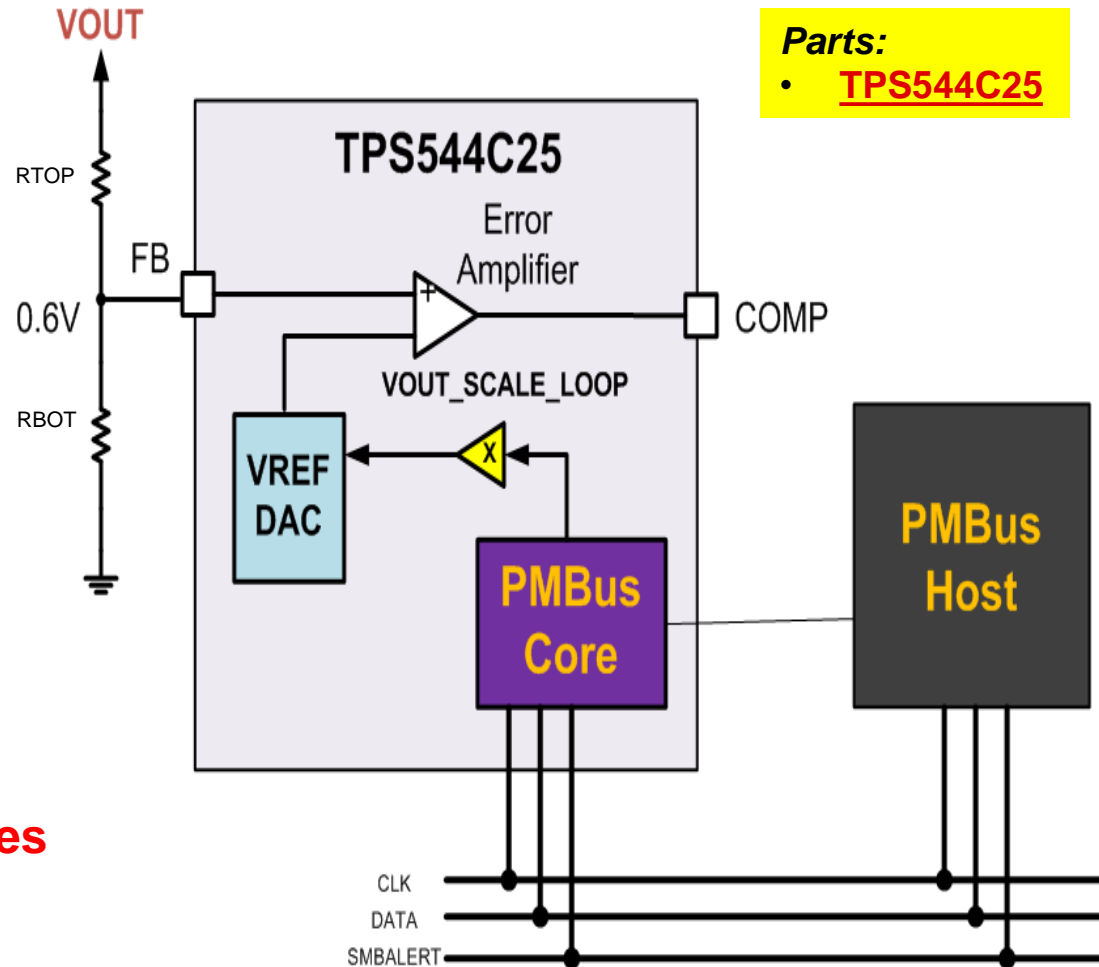 VOUT
Parts:
• TPS544C25
TPS544C25
RTOP
Error
Amplifier
FB
+
0.6V
COMP
VOUT_SCALE_LOOP
RBOT
X
VREF
DAC
PMBus
Core
PMBus
Host
es
CLK
DATA
SMBALERT